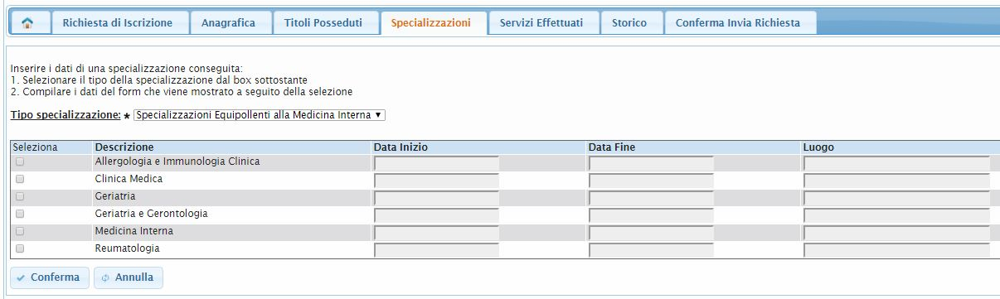 Richiesta di Iscrizione Anagrafica Titoli Posseduti Specializzazioni Servizi Effettuati Storico Conferma Invia Richiesta
Inserire i dati di una specializzazione conseguita:
1. Selezionare il tipo della specializzazione dal box sottostante
2. Compilare i dati del form che viene mostrato a seguito della selezione
Tipo specializzazione: * Specializzazioni Equipollenti alla Medicina Interna
Seleziona Descrizione Data Inizio Data Fine Luogo
Allergologia e Immunologia Clinica
Clinica Medica
Geriatria
Geriatria e Gerontologia
Medicina Interna
Reumatologia
Conferma Annulla